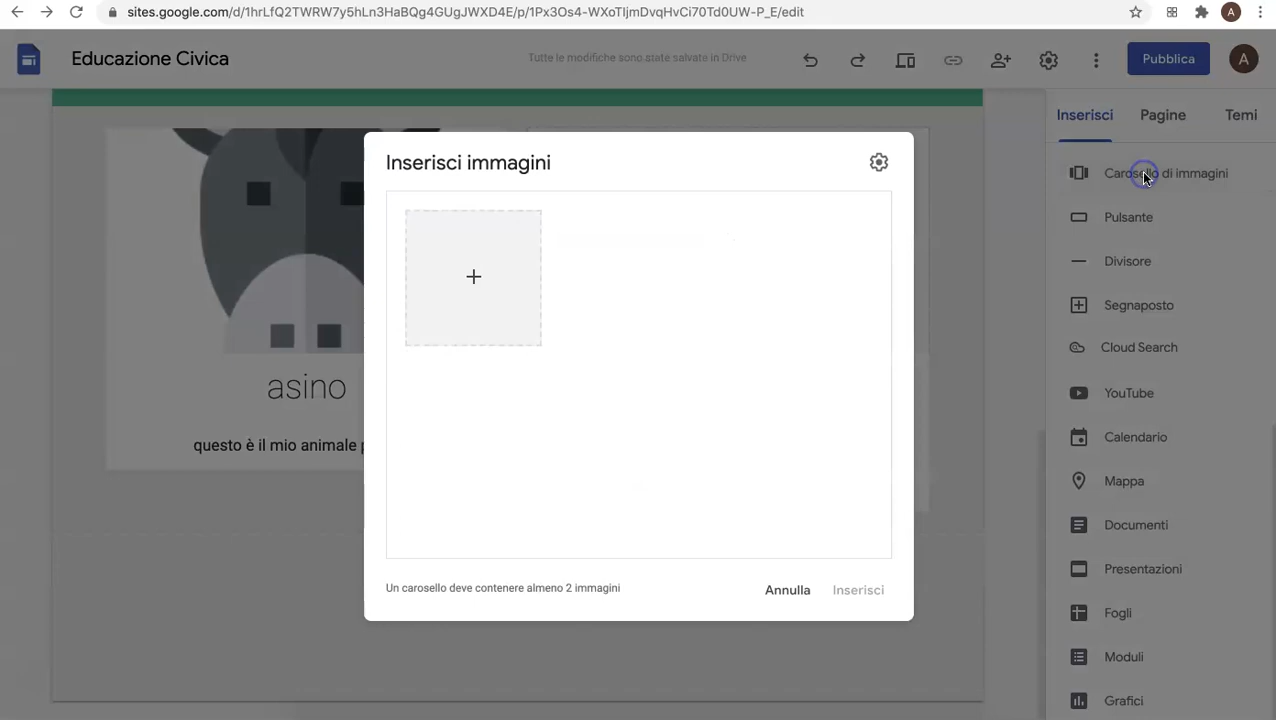 sites.google.com/d/1hrLfQ2TWRW7y5hLn3HaBQg4GUgJWXD4E/p/1Px3Os4-WXoTljmDvqHvCi70Td0UW-P_E/edit
A
Educazione Civica
Tutte le modifiche sono state salvate in Drive
Pubblica
A
Inserisci
Pagine
Temi
Inserisci immagini
Carosello di immagini
Pulsante
Divisore
Segnaposto
Cloud Search
YouTube
Calendario
Mappa
Documenti
Presentazioni
Fogli
Moduli
Grafici
asino
questo è il mio animale p
Un carosello deve contenere almeno 2 immagini
Annulla
Inserisci